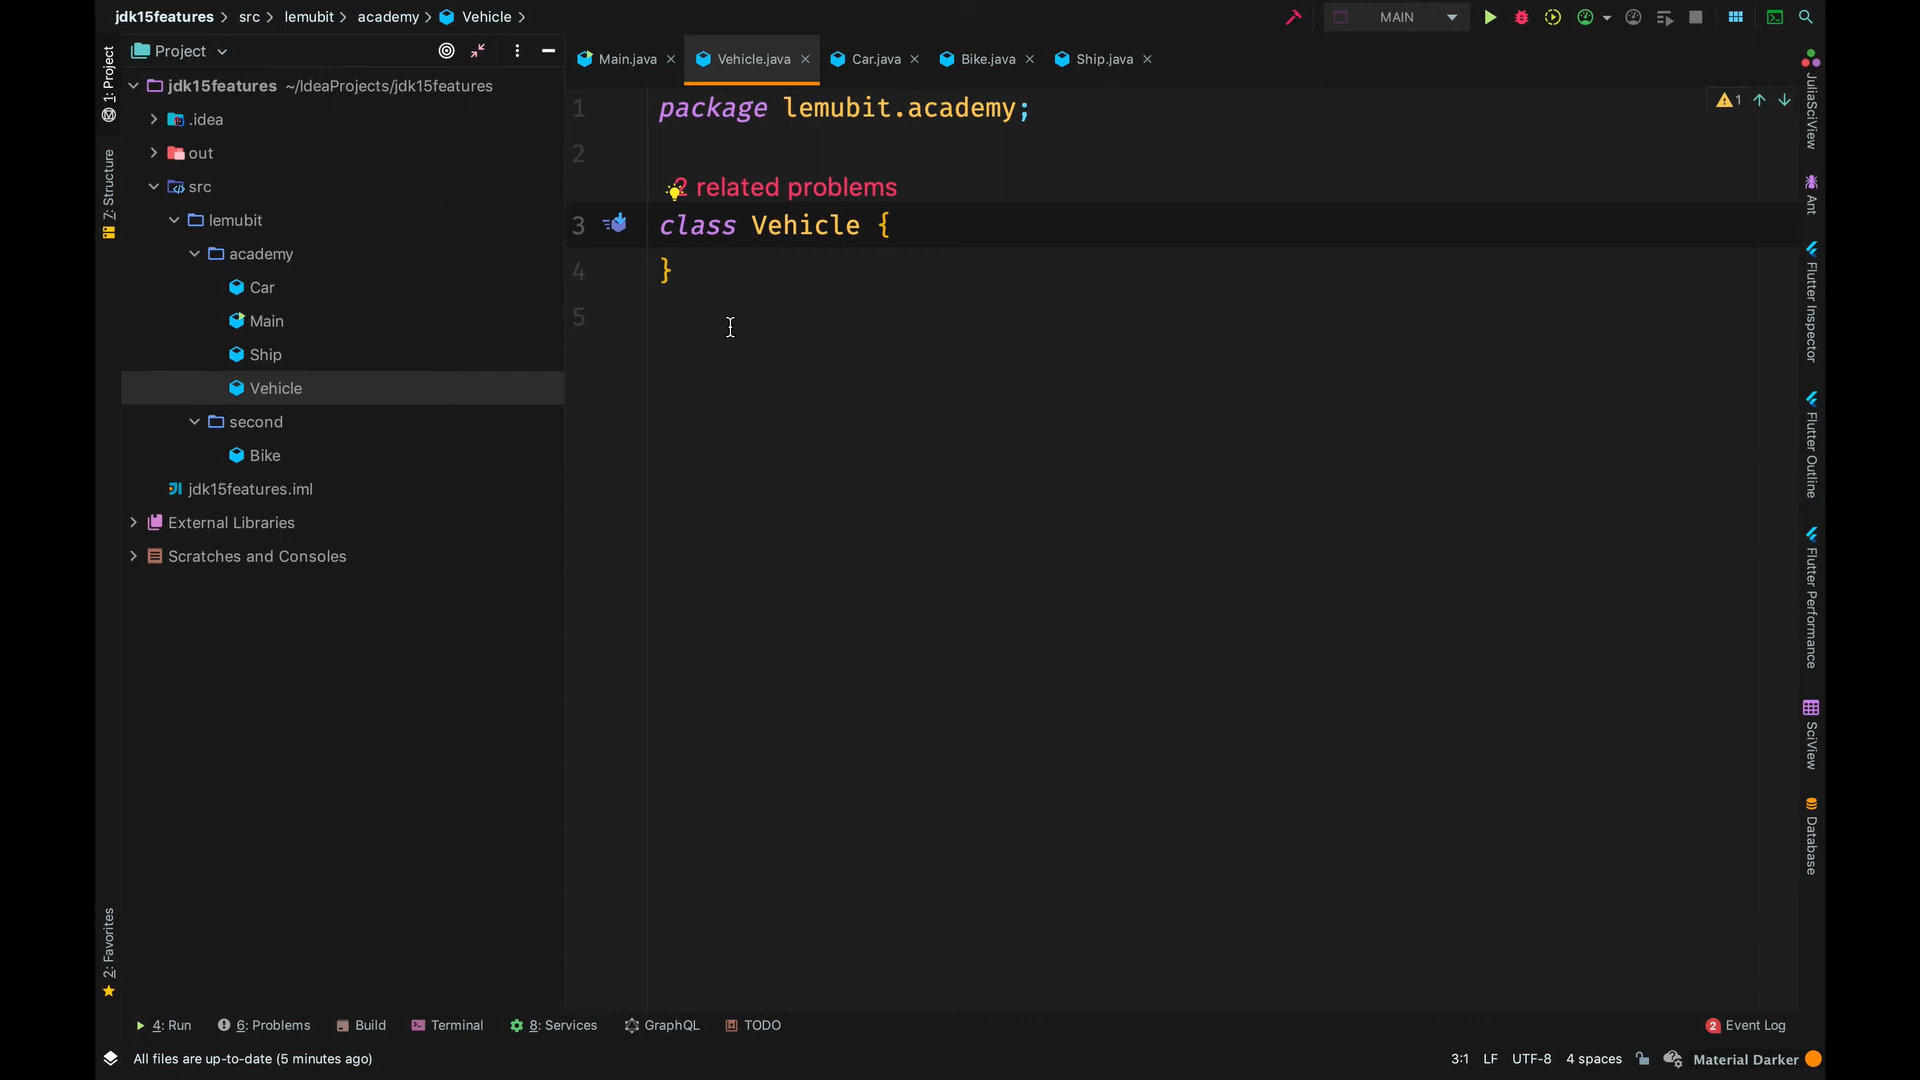 jdk15features > src > lemubit > academy > Vehicle >
MAIN
Project
Main.java
Vehicle.java
Car.java
Bike.java
Ship.java
jdk15features ~/IdeaProjects/jdk15features
.idea
out
src
lemubit
academy
Car
Main
Ship
Vehicle
second
Bike
jdk15features.iml
External Libraries
Scratches and Consoles
1: Project
7: Structure
2: Favorites
1 package lemubit.academy;
2
2 related problems
3 class Vehicle {
4 }
5
1
JuliaSciView
Ant
Flutter Inspector
Flutter Outline
Flutter Performance
SciView
Database
4: Run
6: Problems
Build
Terminal
8: Services
GraphQL
TODO
2 Event Log
All files are up-to-date (5 minutes ago)
3:1 LF UTF-8 4 spaces Material Darker